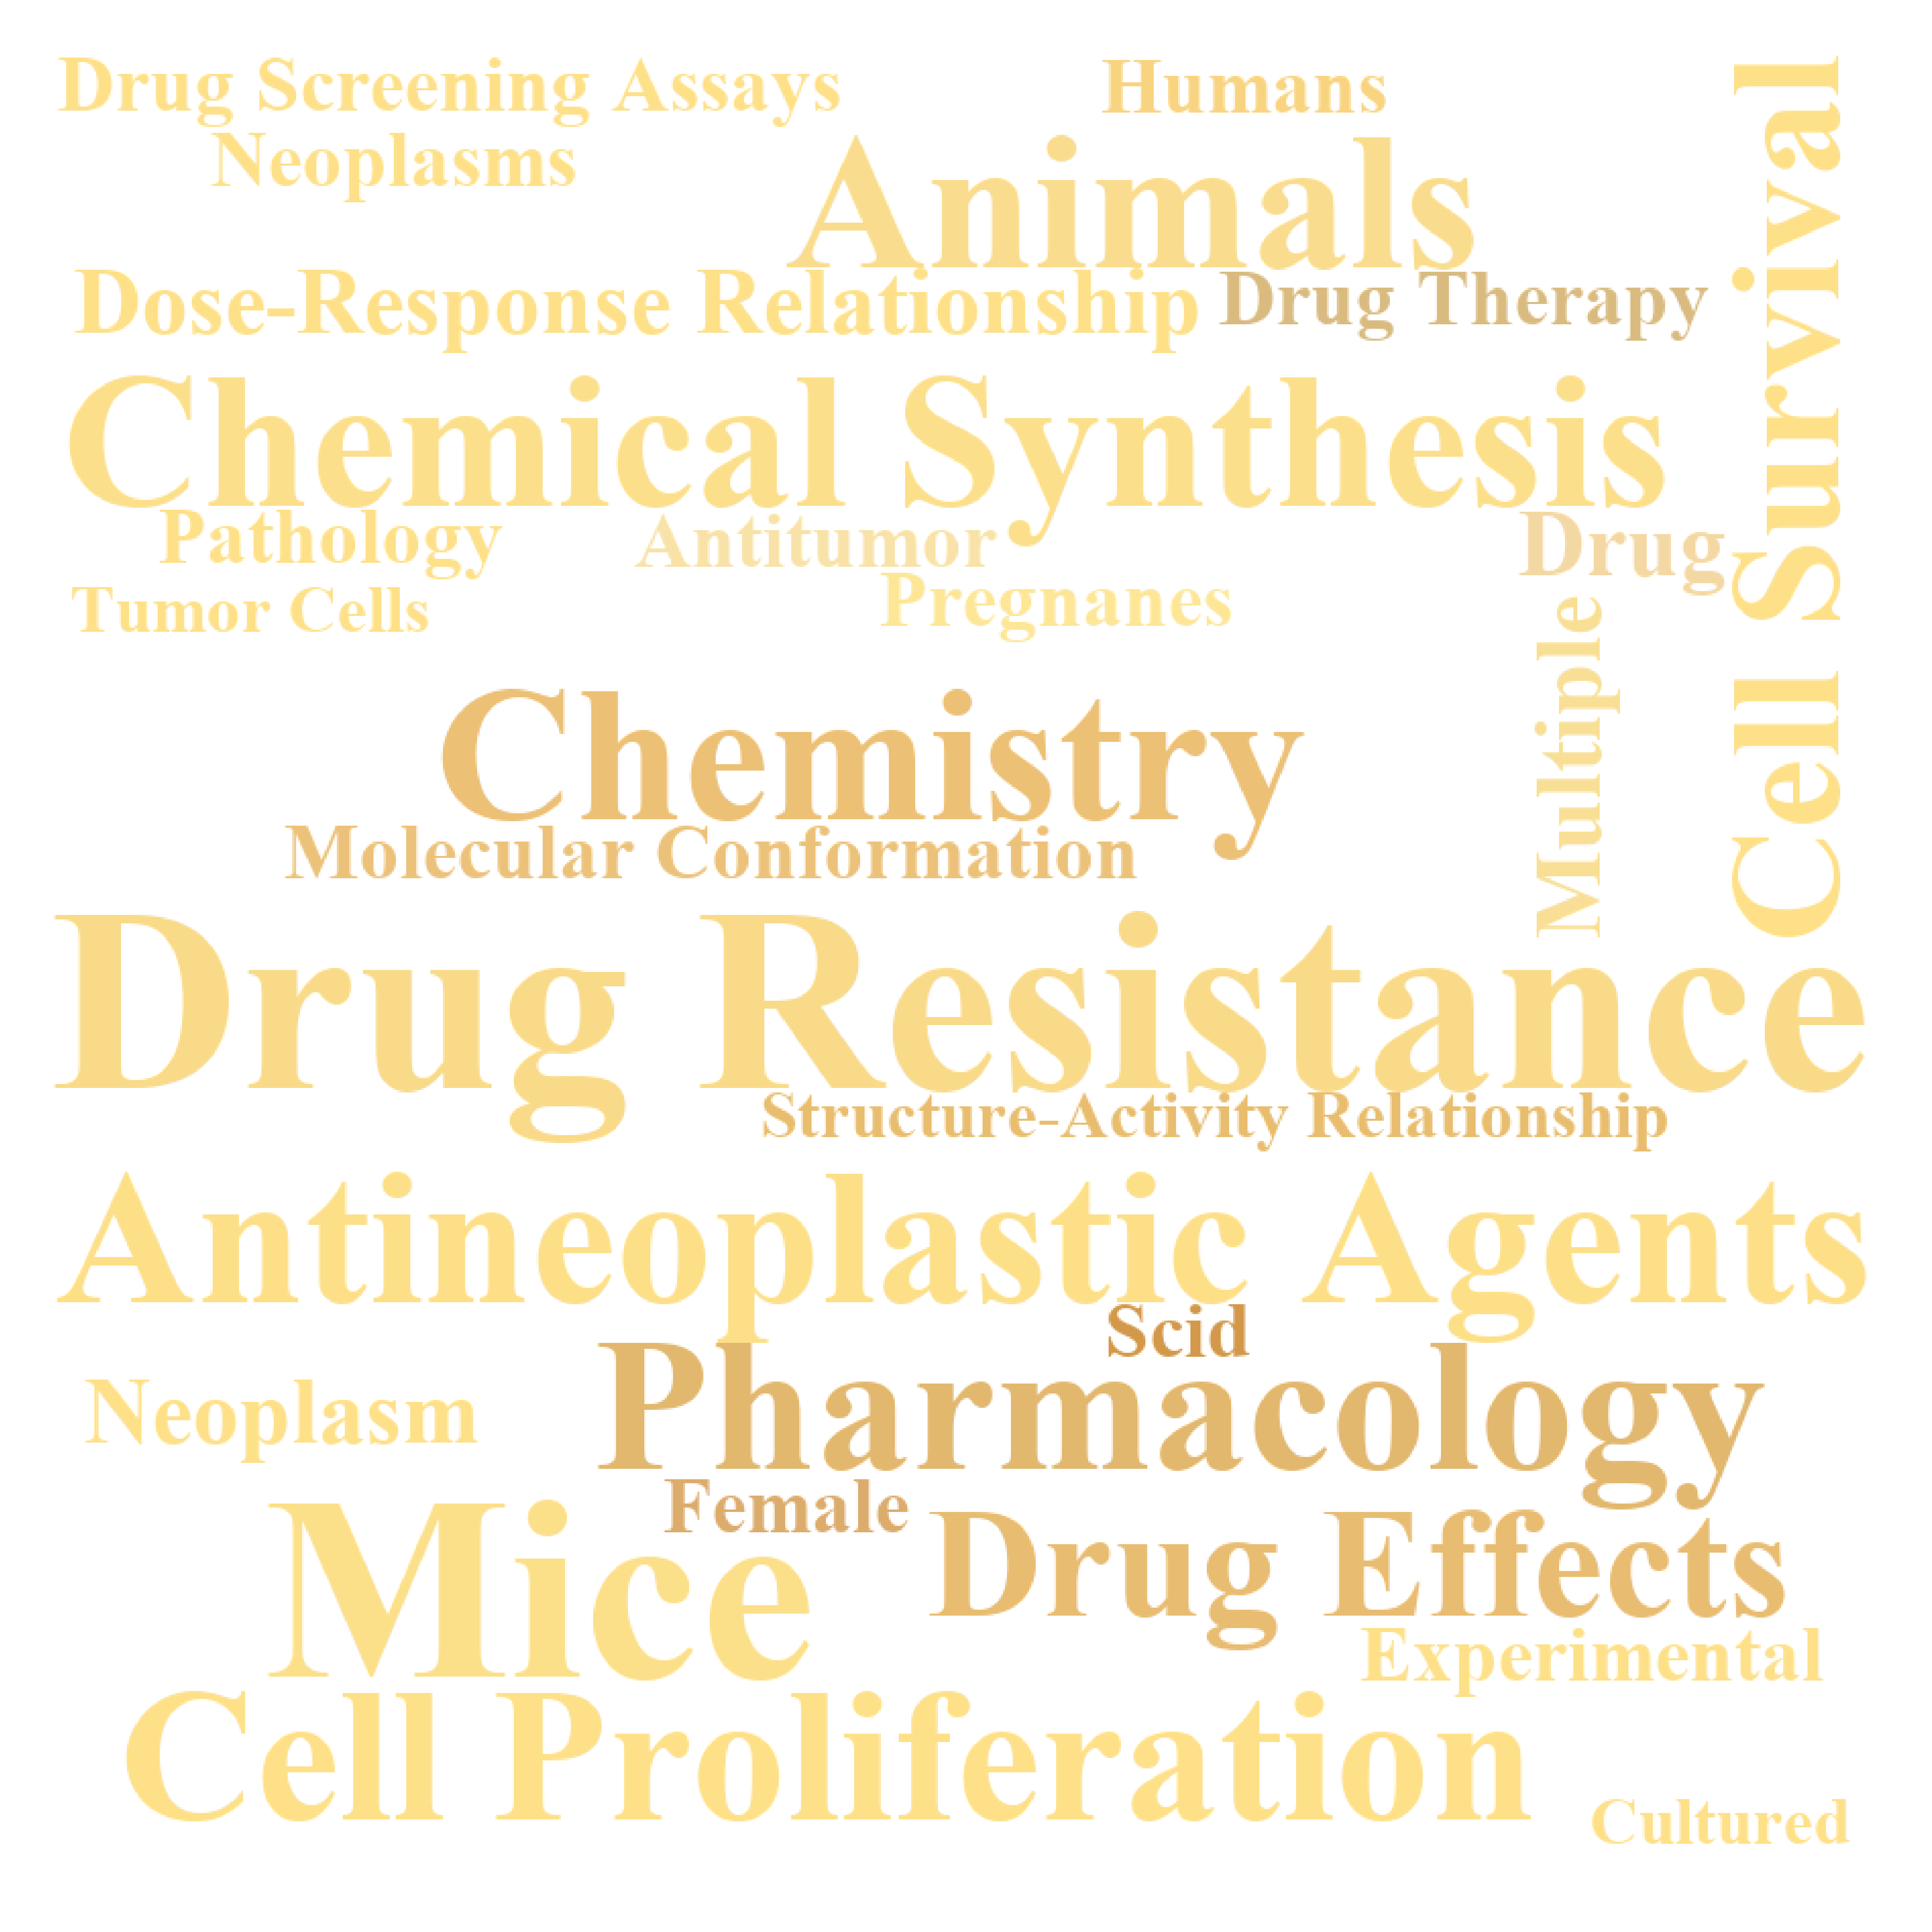 Drug Screening Assays
Humans
Neoplasms
Animals
Cell Survival
Dose-Response Relationship
Drug Therapy
Chemical Synthesis
Pathology
Antitumor
Drug
Tumor Cells
Pregnanes
Multiple
Chemistry
Molecular Conformation
Drug Resistance
Structure-Activity Relationship
Antineoplastic Agents
Scid
Pharmacology
Neoplasm
Female
Mice
Drug Effects
Experimental
Cell Proliferation
Cultured